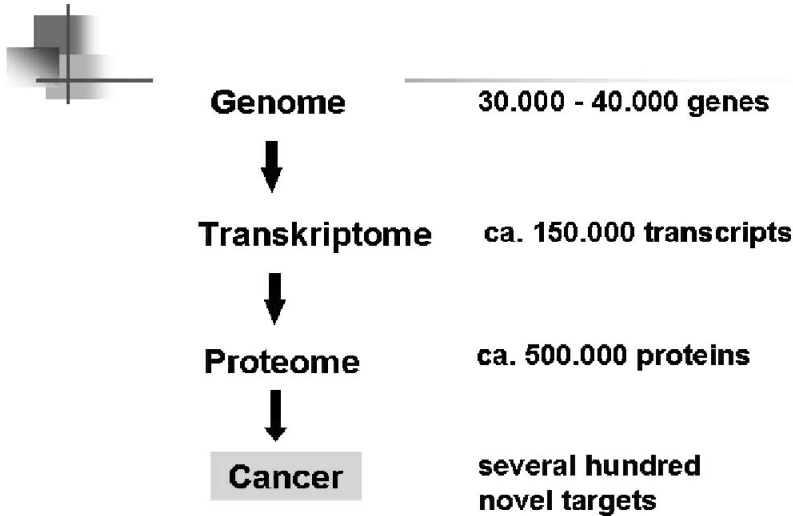 Genome
30.000 - 40.000 genes
Transkriptome
ca. 150.000 transcripts
Proteome
ca. 500.000 proteins
Cancer
several hundred
novel targets